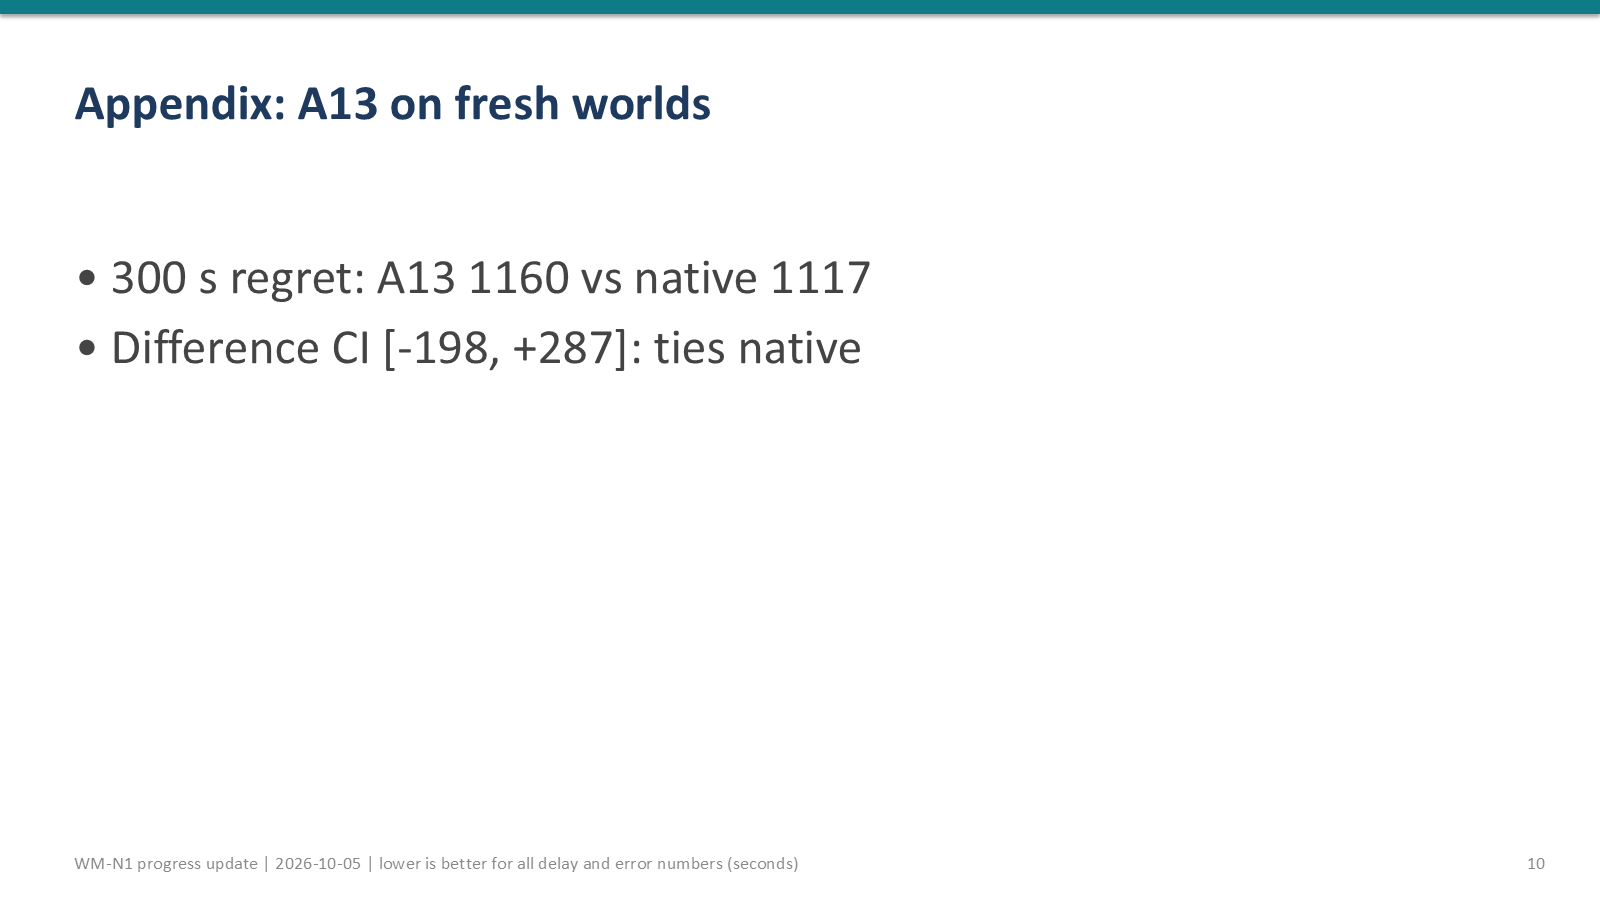 Appendix: A13 on fresh worlds
• 300 s regret: A13 1160 vs native 1117
• Difference CI [-198, +287]: ties native
WM-N1 progress update | 2026-10-05 | lower is better for all delay and error numbers (seconds)
10